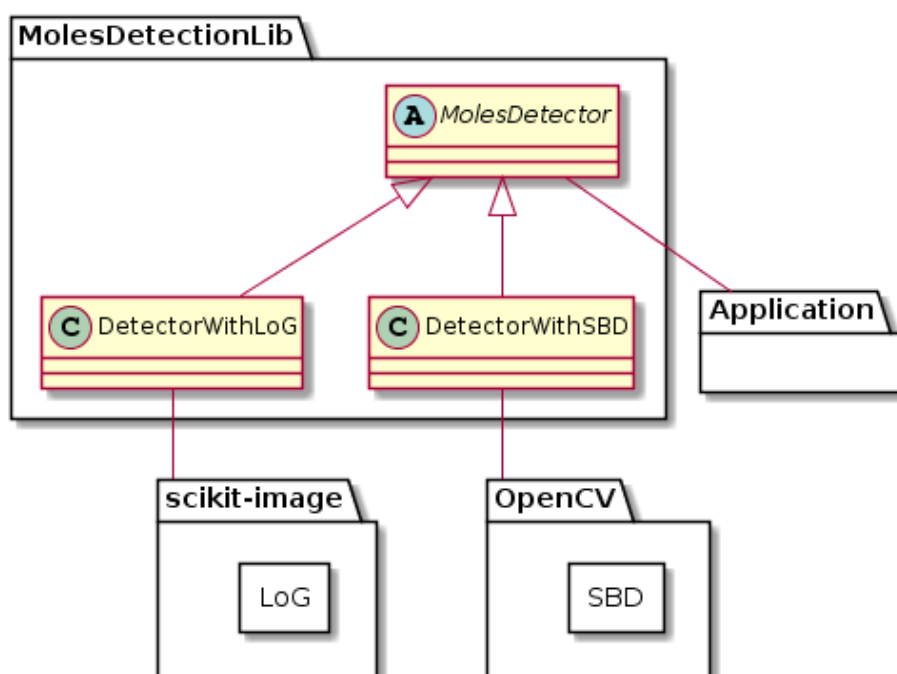 MolesDetectionLib
A MolesDetector
C DetectorWithLoG
C DetectorWithSBD
Application
scikit-image
OpenCV
LoG
SBD